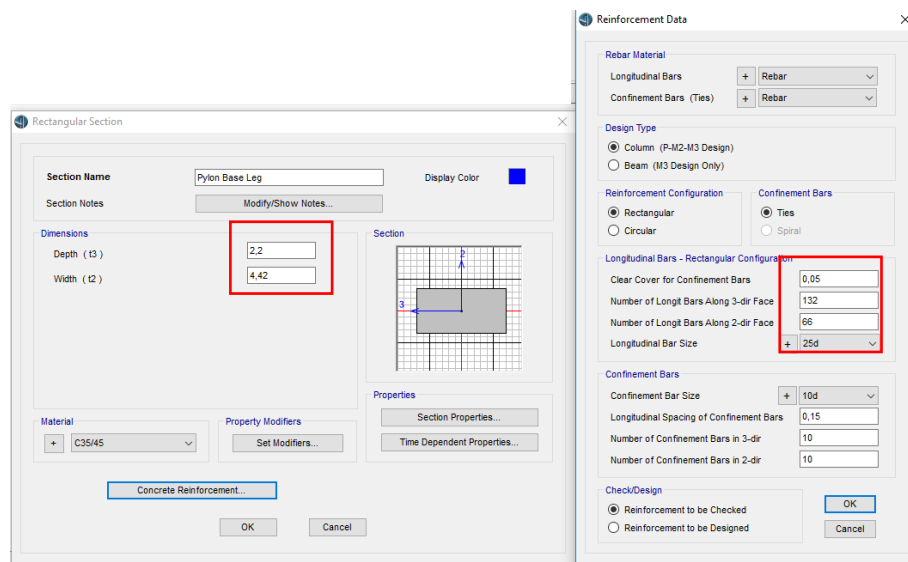 Rectangular Section
Section Name
Pylon Base Leg
Display Color
Section Notes
Modify/Show Notes...
Dimensions
Depth ( t3 )
2,2
Width ( t2 )
4,42
Section
2
3
Properties
Section Properties...
Time Dependent Properties...
Material
+
C35/45
Property Modifiers
Set Modifiers...
Concrete Reinforcement...
OK
Cancel
Reinforcement Data
Rebar Material
Longitudinal Bars
+
Rebar
Confinement Bars (Ties)
+
Rebar
Design Type
Column (P-M2-M3 Design)
Beam (M3 Design Only)
Reinforcement Configuration
Rectangular
Circular
Confinement Bars
Ties
Spiral
Longitudinal Bars - Rectangular Configuration
Clear Cover for Confinement Bars
0,05
Number of Longit Bars Along 3-dir Face
132
Number of Longit Bars Along 2-dir Face
66
Longitudinal Bar Size
+
25d
Confinement Bars
Confinement Bar Size
+
10d
Longitudinal Spacing of Confinement Bars
0,15
Number of Confinement Bars in 3-dir
10
Number of Confinement Bars in 2-dir
10
Check/Design
Reinforcement to be Checked
Reinforcement to be Designed
OK
Cancel